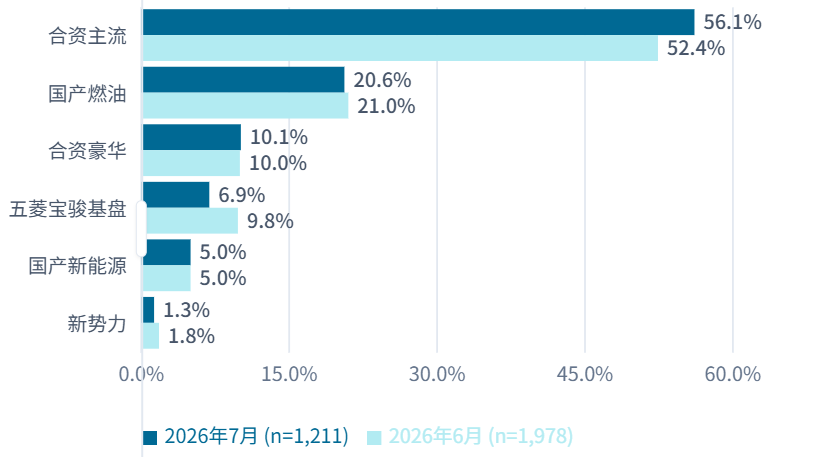 合资主流 56.1%
52.4%
国产燃油 20.6%
21.0%
合资豪华 10.1%
10.0%
五菱宝骏基盘 6.9%
9.8%
国产新能源 5.0%
5.0%
新势力 1.3%
1.8%
0.0% 15.0% 30.0% 45.0% 60.0%
2026年7月 (n=1,211) 2026年6月 (n=1,978)